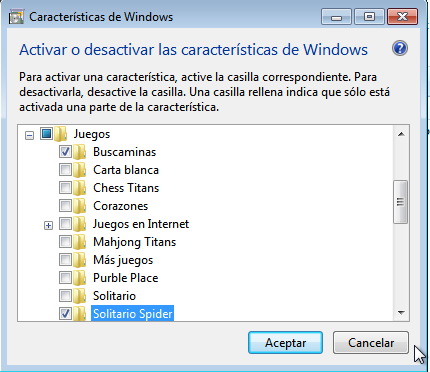 Características de Windows
Activar o desactivar las características de Windows
Para activar una característica, active la casilla correspondiente. Para
desactivarla, desactive la casilla. Una casilla rellena indica que sólo está
activada una parte de la característica.
Juegos
Buscaminas
Carta blanca
Chess Titans
Corazones
Juegos en Internet
Mahjong Titans
Más juegos
Purble Place
Solitario
Solitario Spider
Aceptar
Cancelar